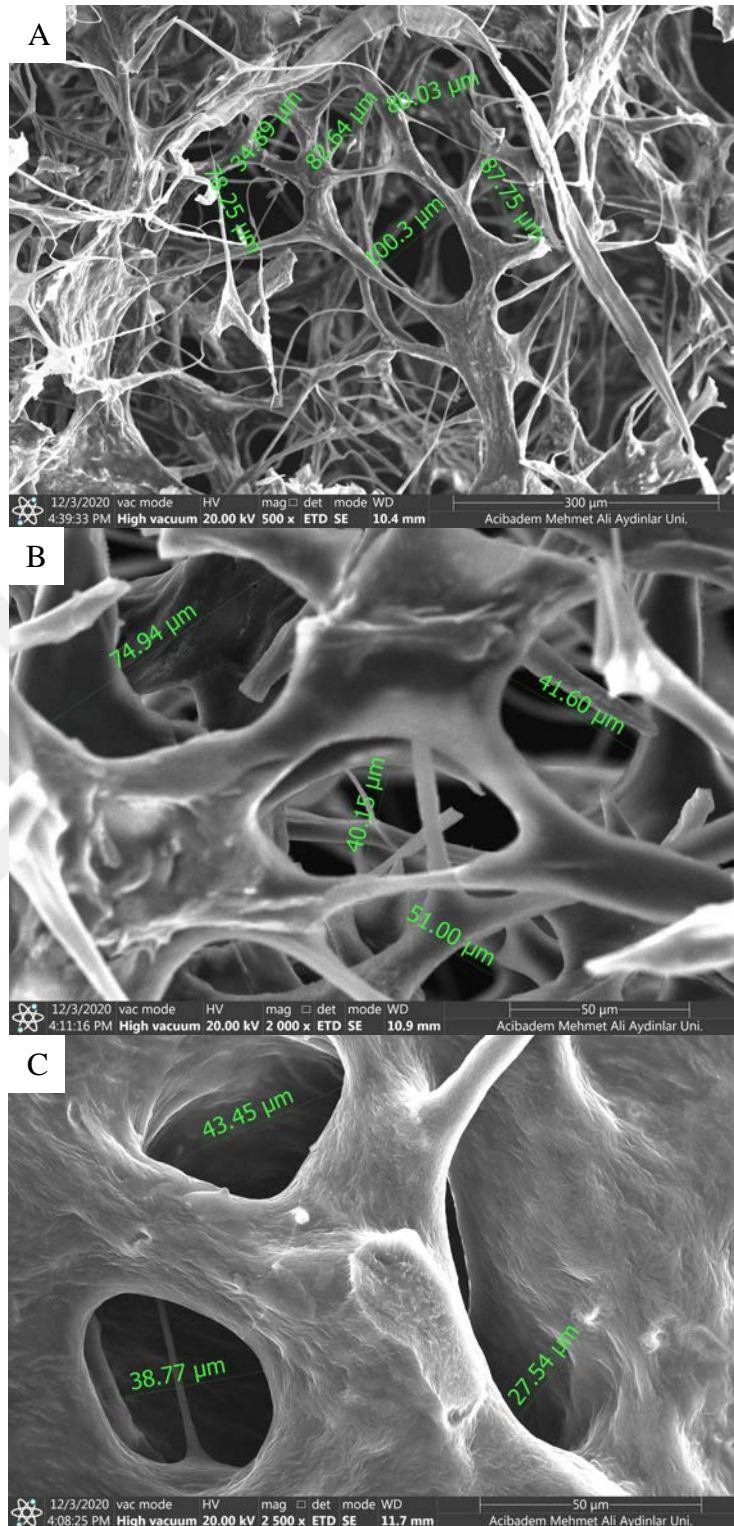 A
80.03 µm
34.89 µm
82.64 µm
78.25 µm
87.75 µm
100.3 µm
12/3/2020 vac mode HV mag □ det mode WD 300 µm
4:39:33 PM High vacuum 20.00 kV 500 x ETD SE 10.4 mm Acibadem Mehmet Ali Aydinlar Uni.
B
74.94 µm
41.60 µm
40.15 µm
51.00 µm
12/3/2020 vac mode HV mag □ det mode WD 50 µm
4:11:16 PM High vacuum 20.00 kV 2 000 x ETD SE 10.9 mm Acibadem Mehmet Ali Aydinlar Uni.
C
43.45 µm
38.77 µm
27.54 µm
12/3/2020 vac mode HV mag □ det mode WD 50 µm
4:08:25 PM High vacuum 20.00 kV 2 500 x ETD SE 11.7 mm Acibadem Mehmet Ali Aydinlar Uni.